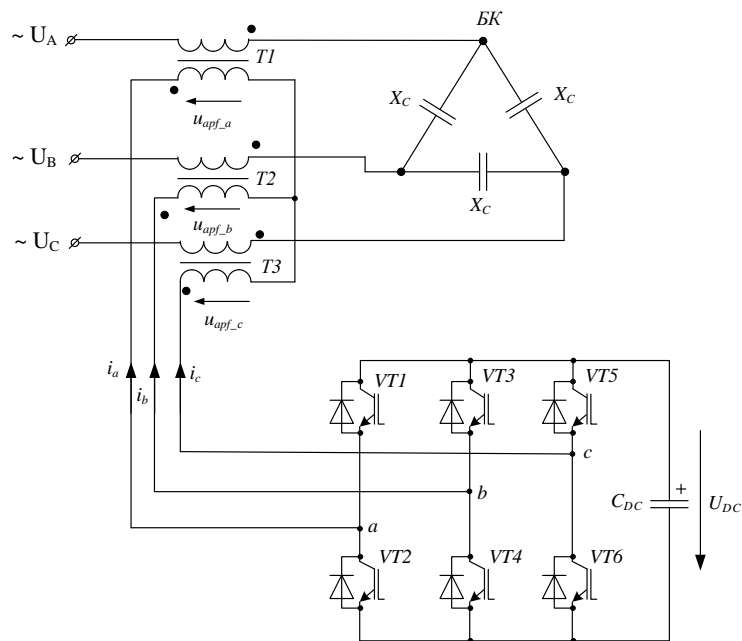 БК
~ U_A
T1
X_C
X_C
u_apf_a
~ U_B
T2
X_C
u_apf_b
~ U_C
T3
u_apf_c
i_a
i_b
i_c
VT1
VT3
VT5
c
b
C_DC
+
U_DC
a
VT2
VT4
VT6